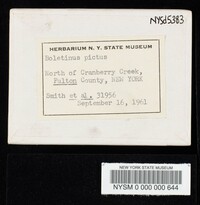 NYSd5383
HERBARIUM N. Y. STATE MUSEUM
Boletinus pictus
North of Cranberry Creek,
Fulton County, NEW YORK
Smith et al. 31956
September 16, 1961
NEW YORK STATE MUSEUM
NYSM 0 000 000 644